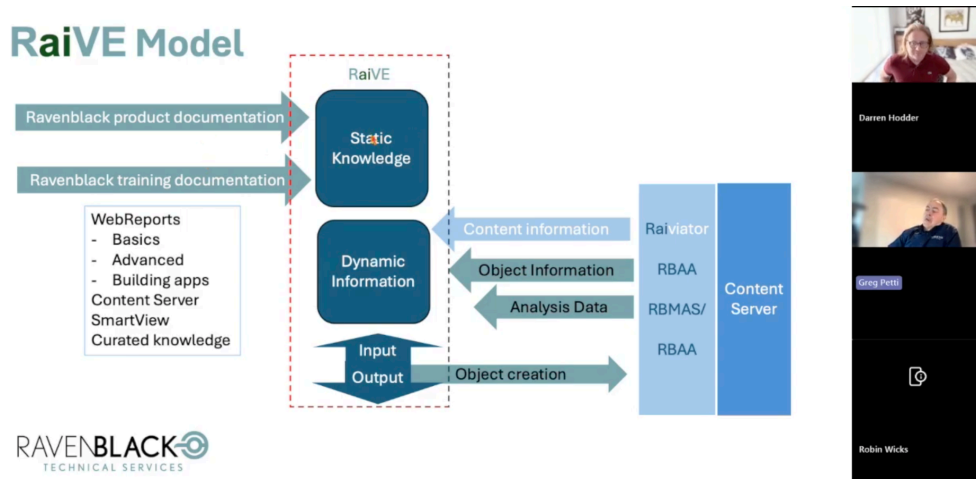 RaiVE Model
RaiVE
Ravenblack product documentation
Static
Knowledge
Ravenblack training documentation
WebReports
- Basics
- Advanced
- Building apps
Content Server
SmartView
Curated knowledge
Dynamic
Information
Content information
Object Information
Analysis Data
Input
Output
Object creation
Raiviator
RBAA
RBMAS/
RBAA
Content
Server
RAVENBLACK
TECHNICAL SERVICES
Darren Hodder
Greg Petti
Robin Wicks